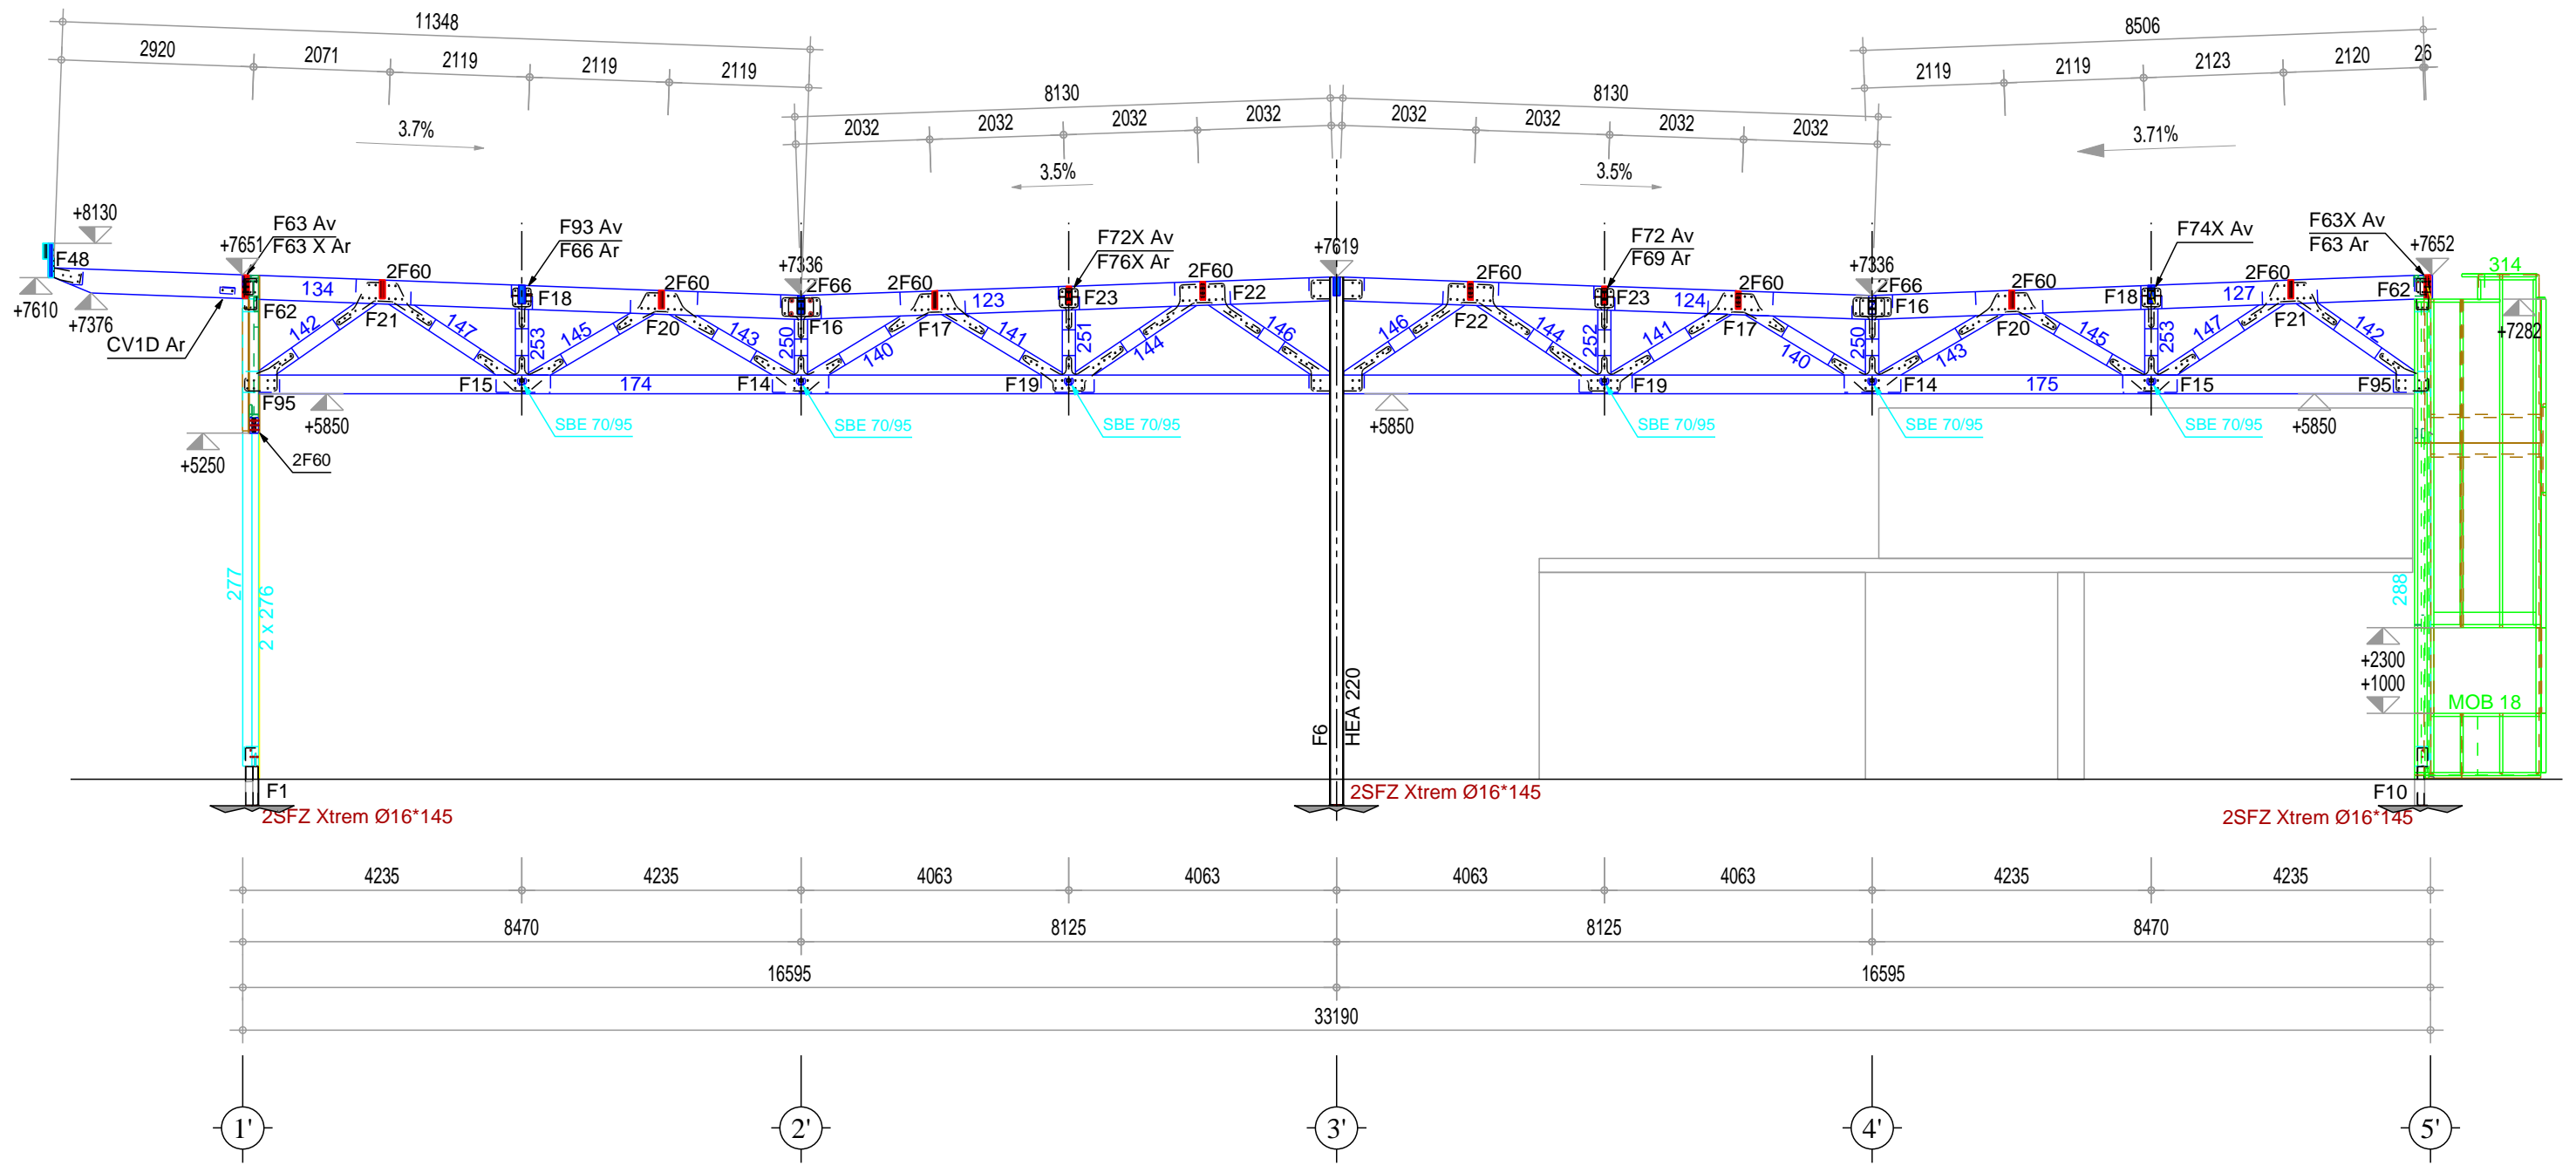 11348
8506
2920
2071
2119
2119
2119
2119
2119
2123
2120
26
8130
8130
2032
2032
2032
2032
2032
2032
2032
2032
3.7%
3.5%
3.5%
3.71%
+8130
+7651
F63 Av
F63 X Ar
F93 Av
F66 Ar
F72X Av
F76X Ar
+7619
F72 Av
F69 Ar
F74X Av
F63X Av
F63 Ar
+7652
F48
+7610
+7376
CV1D Ar
134
2F60
2F60
+7336
2F66
2F60
123
2F60
2F60
124
2F60
+7336
2F66
2F60
127
2F60
314
F62
F21
F18
F20
F16
F17
F23
F22
F22
F23
F17
F16
F20
F18
F21
F62
+7282
142
147
253
145
143
250
140
141
251
144
146
146
144
252
141
140
250
143
145
253
147
142
F95
F15
174
F14
F19
F19
F14
175
F15
F95
+5250
2F60
+5850
SBE 70/95
SBE 70/95
SBE 70/95
+5850
SBE 70/95
SBE 70/95
SBE 70/95
+5850
277
2 x 276
288
+2300
+1000
MOB 18
F6
HEA 220
F1
2SFZ Xtrem Ø16*145
2SFZ Xtrem Ø16*145
F10
2SFZ Xtrem Ø16*145
4235
4235
4063
4063
4063
4063
4235
4235
8470
8125
8125
8470
16595
16595
33190
1'
2'
3'
4'
5'